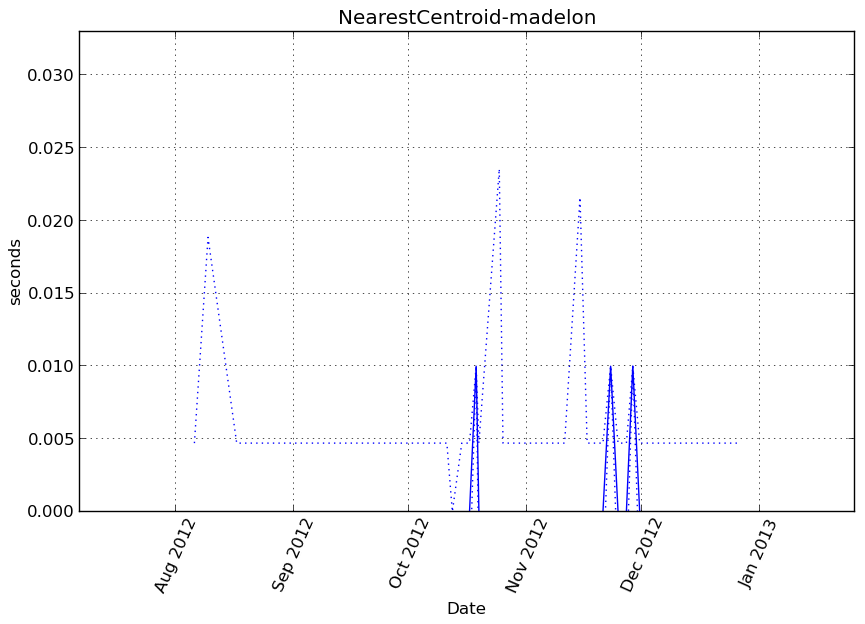 NearestCentroid-madelon
0.030
0.025
0.020
0.015
0.010
0.005
0.000
seconds
Aug 2012
Sep 2012
Oct 2012
Nov 2012
Dec 2012
Jan 2013
Date